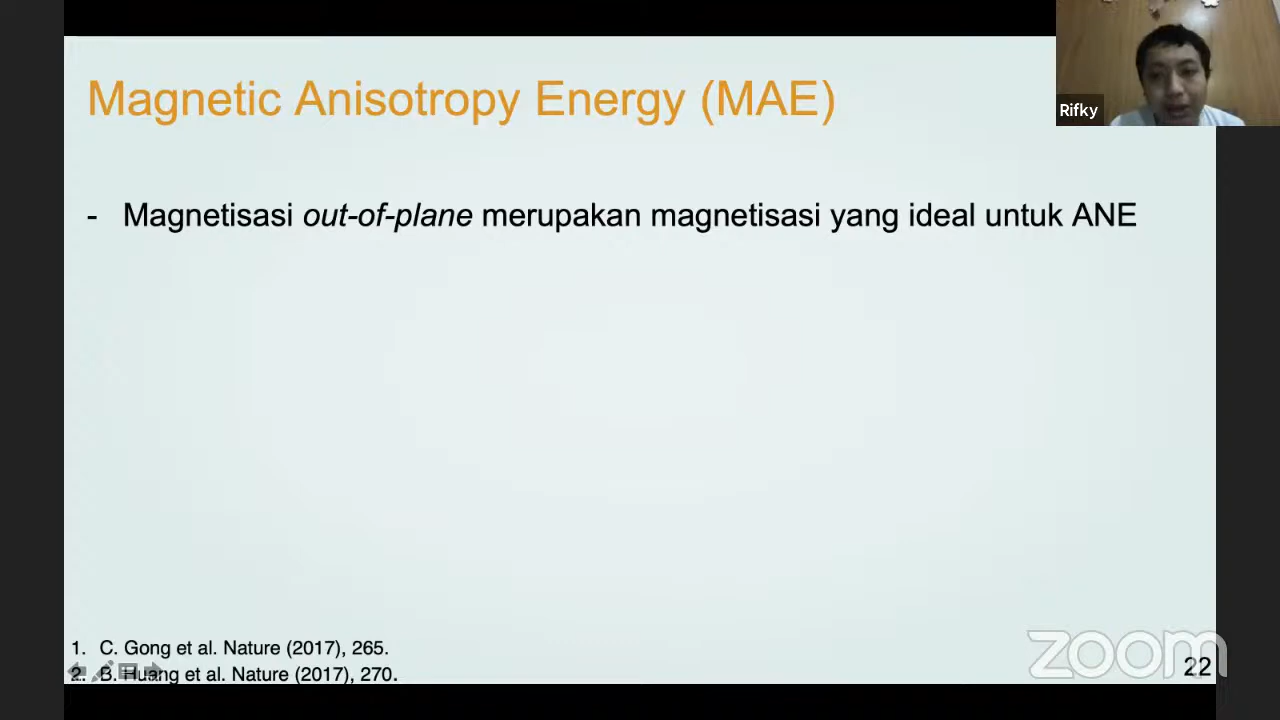 Magnetic Anisotropy Energy (MAE)
Rifky
- Magnetisasi out-of-plane merupakan magnetisasi yang ideal untuk ANE
1. C. Gong et al. Nature (2017), 265.
2. B. Huang et al. Nature (2017), 270.
zoom
22